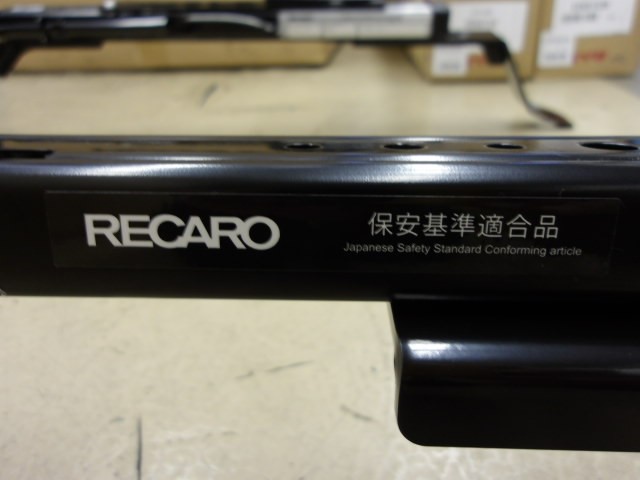 RECARO
保安基準適合品
Japanese Safety Standard Conforming article